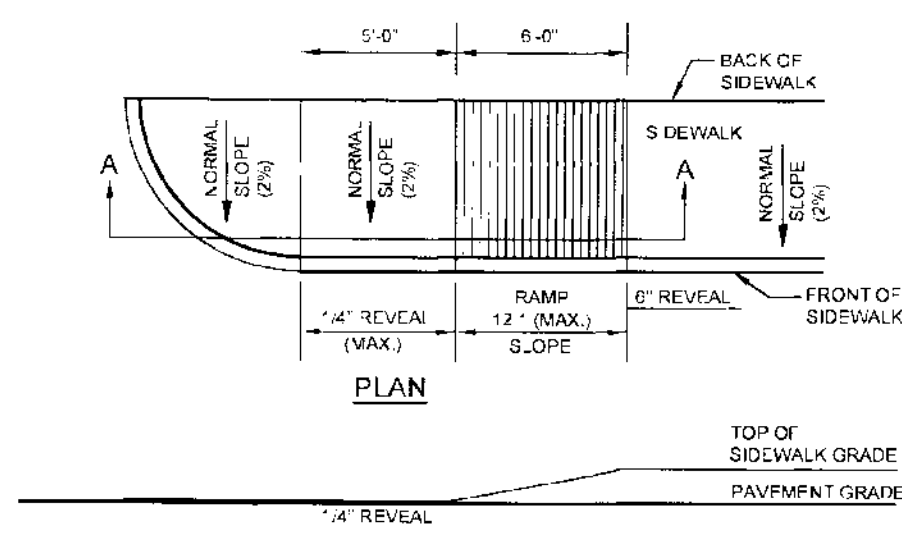 5'-0"
6'-0"
BACK OF
SIDEWALK
SIDEWALK
A
NORMAL
SLOPE
(2%)
NORMAL
SLOPE
(2%)
A
NORMAL
SLOPE
(2%)
1/4" REVEAL
(MAX.)
RAMP
12:1 (MAX.)
SLOPE
6" REVEAL
FRONT OF
SIDEWALK
PLAN
TOP OF
SIDEWALK GRADE
PAVEMENT GRADE
1/4" REVEAL